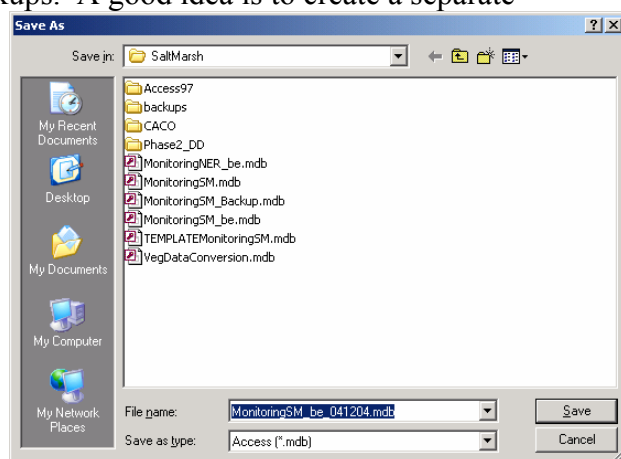 kups. A good idea is to create a separate
Save As
Save in:
SaltMarsh
My Recent
Documents
Desktop
My Documents
My Computer
My Network
Places
Access97
backups
CACO
Phase2_DD
MonitoringNER_be.mdb
MonitoringSM.mdb
MonitoringSM_Backup.mdb
MonitoringSM_be.mdb
TEMPLATEMonitoringSM.mdb
VegDataConversion.mdb
File name:
MonitoringSM_be_041204.mdb
Save
Save as type:
Access (*.mdb)
Cancel